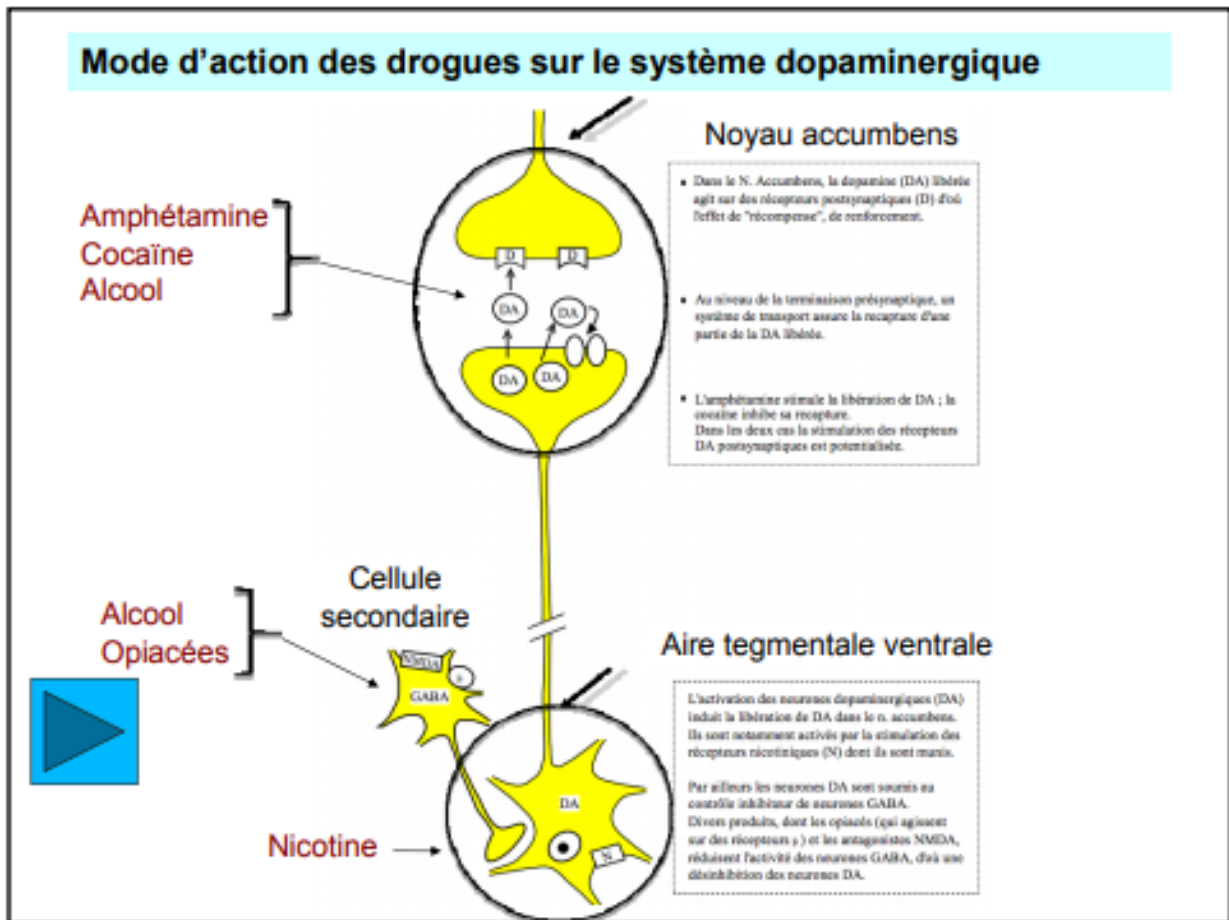 Mode d'action des drogues sur le système dopaminergique
Noyau accumbens
Amphétamine
Cocaïne
Alcool
• Dans le N. Accumbens, la dopamine (DA) libérée
agit sur des récepteurs postsynaptiques (D) d'où
l'effet de "récompense", de renforcement.
• Au niveau de la terminaison présynaptique, un
système de transport assure la recapture d'une
partie de la DA libérée.
• L'amphétamine stimule la libération de DA ; la
cocaïne inhibe sa recapture.
Dans les deux cas la stimulation des récepteurs
DA postsynaptiques est potentialisée.
D
D
DA
DA
DA
DA
Cellule
secondaire
Alcool
Opiacées
NMDA
μ
GABA
Aire tegmentale ventrale
L'activation des neurones dopaminergiques (DA)
induit la libération de DA dans le n. accumbens.
Ils sont notamment activés par la stimulation des
récepteurs nicotiniques (N) dont ils sont munis.
Par ailleurs les neurones DA sont soumis au
contrôle inhibiteur de neurones GABA.
Divers produits, dont les opiacés (qui agissent
sur des récepteurs μ ) et les antagonistes NMDA,
réduisent l'activité des neurones GABA, d'où une
désinhibition des neurones DA.
DA
N
Nicotine